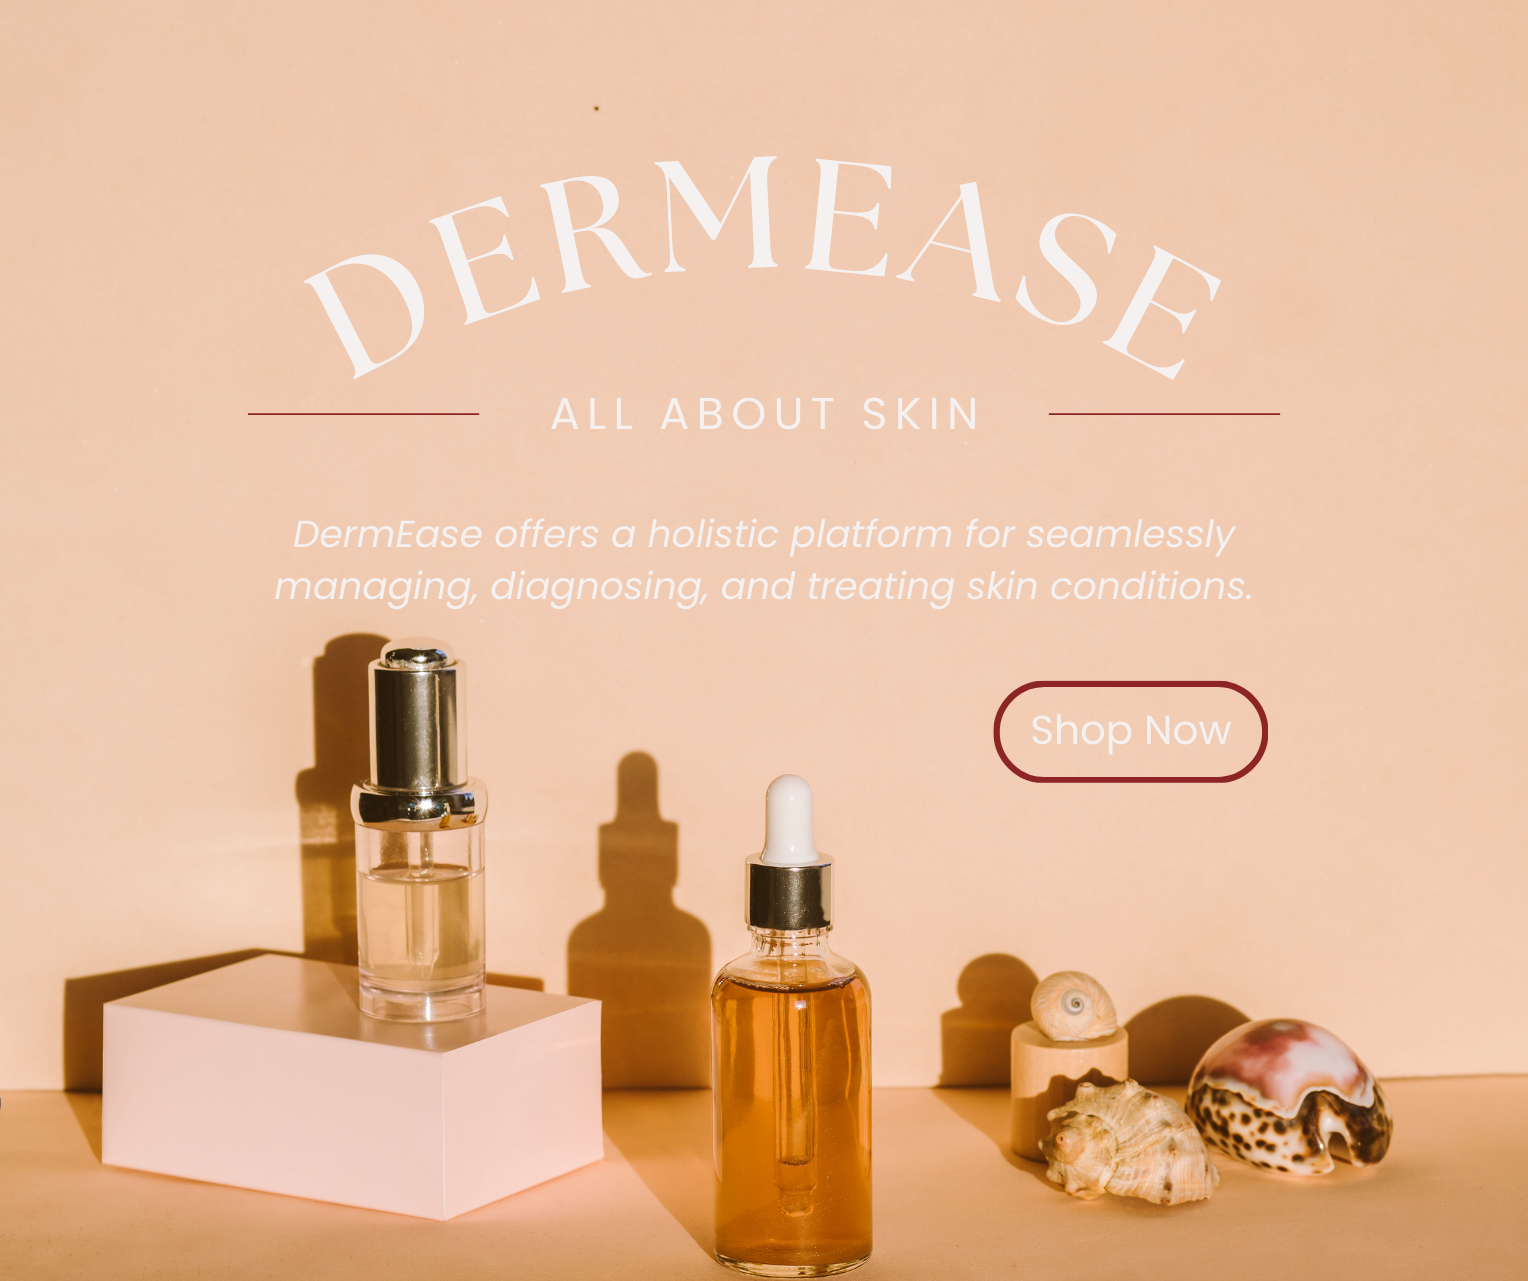 DERMEASE
ALL ABOUT SKIN
DermEase offers a holistic platform for seamlessly
managing, diagnosing, and treating skin conditions.
Shop Now